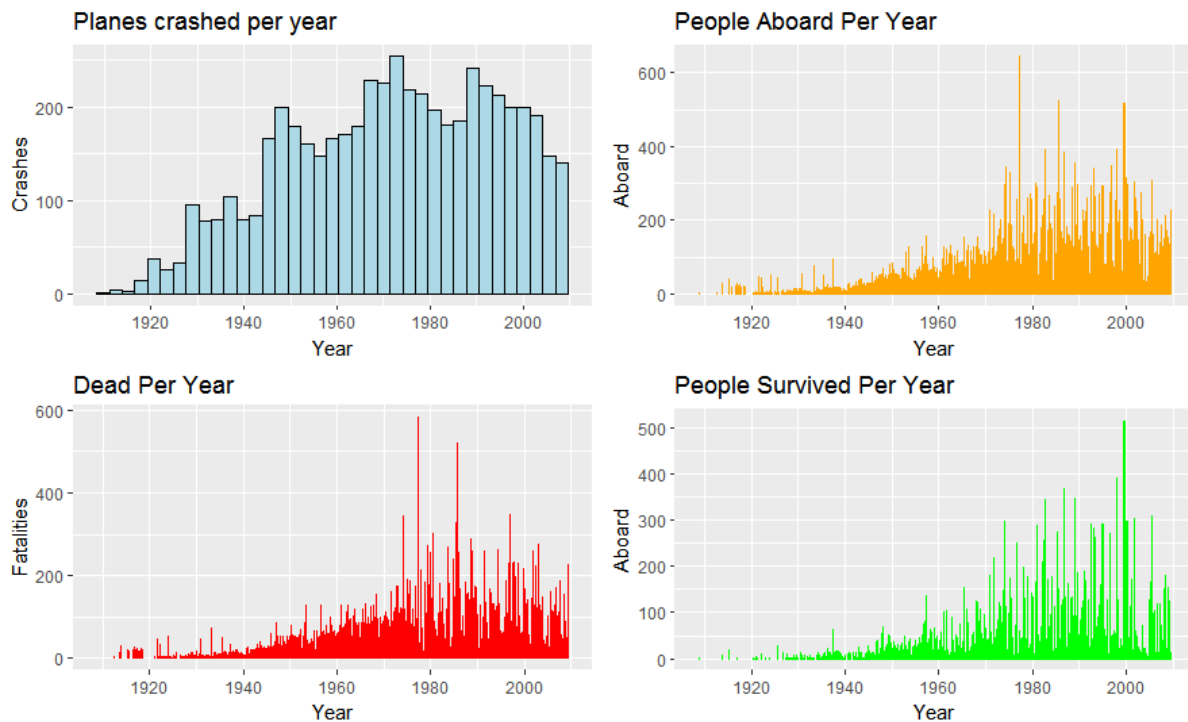 Planes crashed per year
200
100
0
Crashes
1920 1940 1960 1980 2000
Year
People Aboard Per Year
600
400
200
0
Aboard
1920 1940 1960 1980 2000
Year
Dead Per Year
600
400
200
0
Fatalities
1920 1940 1960 1980 2000
Year
People Survived Per Year
500
400
300
200
100
0
Aboard
1920 1940 1960 1980 2000
Year